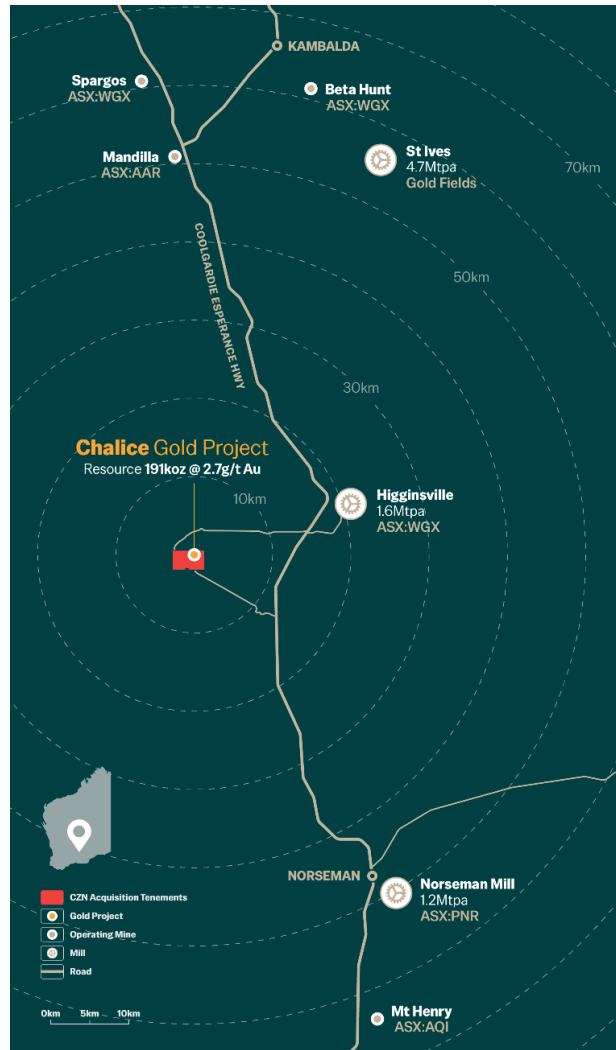 KAMBALDA
Spargos
ASX:WGX
Beta Hunt
ASX:WGX
Mandilla
ASX:AAR
St Ives
4.7Mtpa
Gold Fields
70km
COOLGARDIE ESPERANCE HWY
50km
30km
Chalice Gold Project
Resource 191koz @ 2.7g/t Au
10km
Higginsville
1.6Mtpa
ASX:WGX
NORSEMAN
Norseman Mill
1.2Mtpa
ASX:PNR
CZN Acquisition Tenements
Gold Project
Operating Mine
Mill
Road
0km 5km 10km
Mt Henry
ASX:AQI